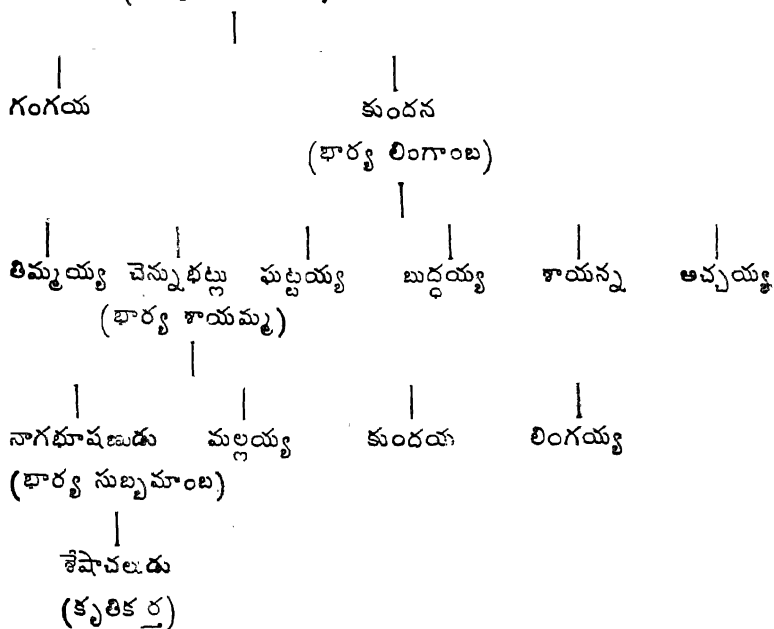 గంగయ కుందన
(భార్య లింగాంబ)
తిమ్మయ్య చెన్నుభట్లు ఘట్టయ్య బుద్ధయ్య శాయన్న అచ్చయ్య
(భార్య శాయమ్మ)
నాగభూషణుడు మల్లయ్య కుందయ లింగయ్య
(భార్య సుబ్బమాంబ)
శేషాచలుడు
(కృతికర్త)